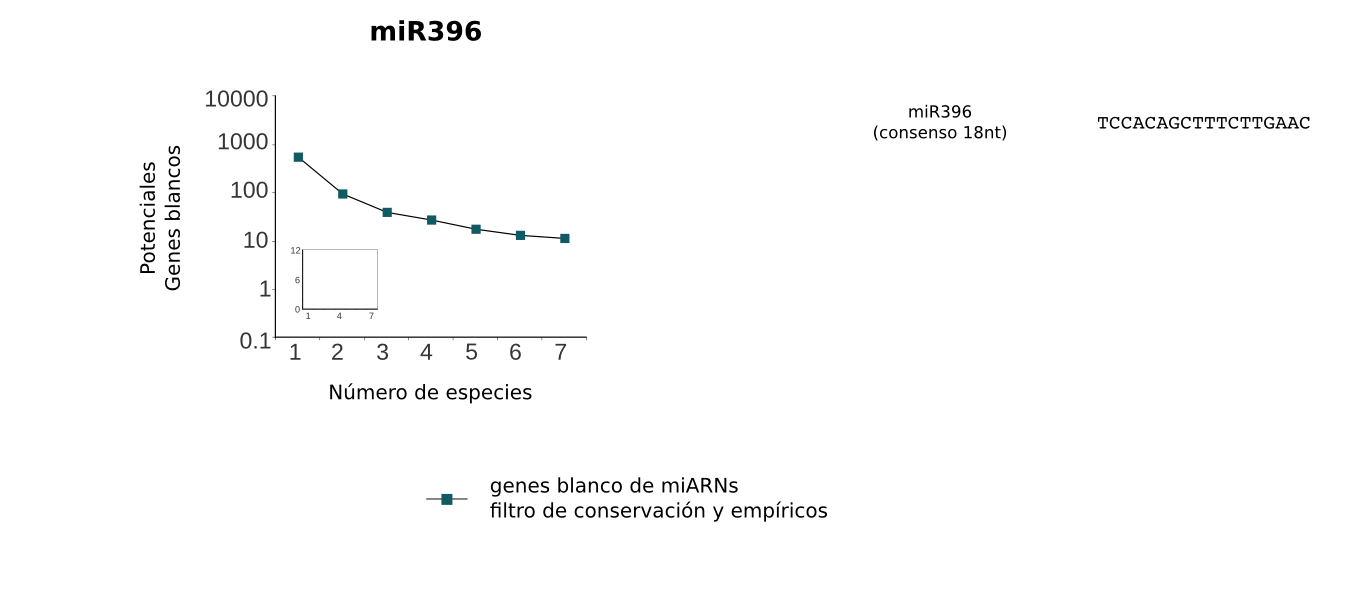 miR396
10000
1000
100
10
1
0.1
Potenciales
Genes blancos
12
6
0
1 4 7
1 2 3 4 5 6 7
Número de especies
miR396
(consenso 18nt)
TCCACAGCTTTCTTGAAC
genes blanco de miARNs
filtro de conservación y empíricos